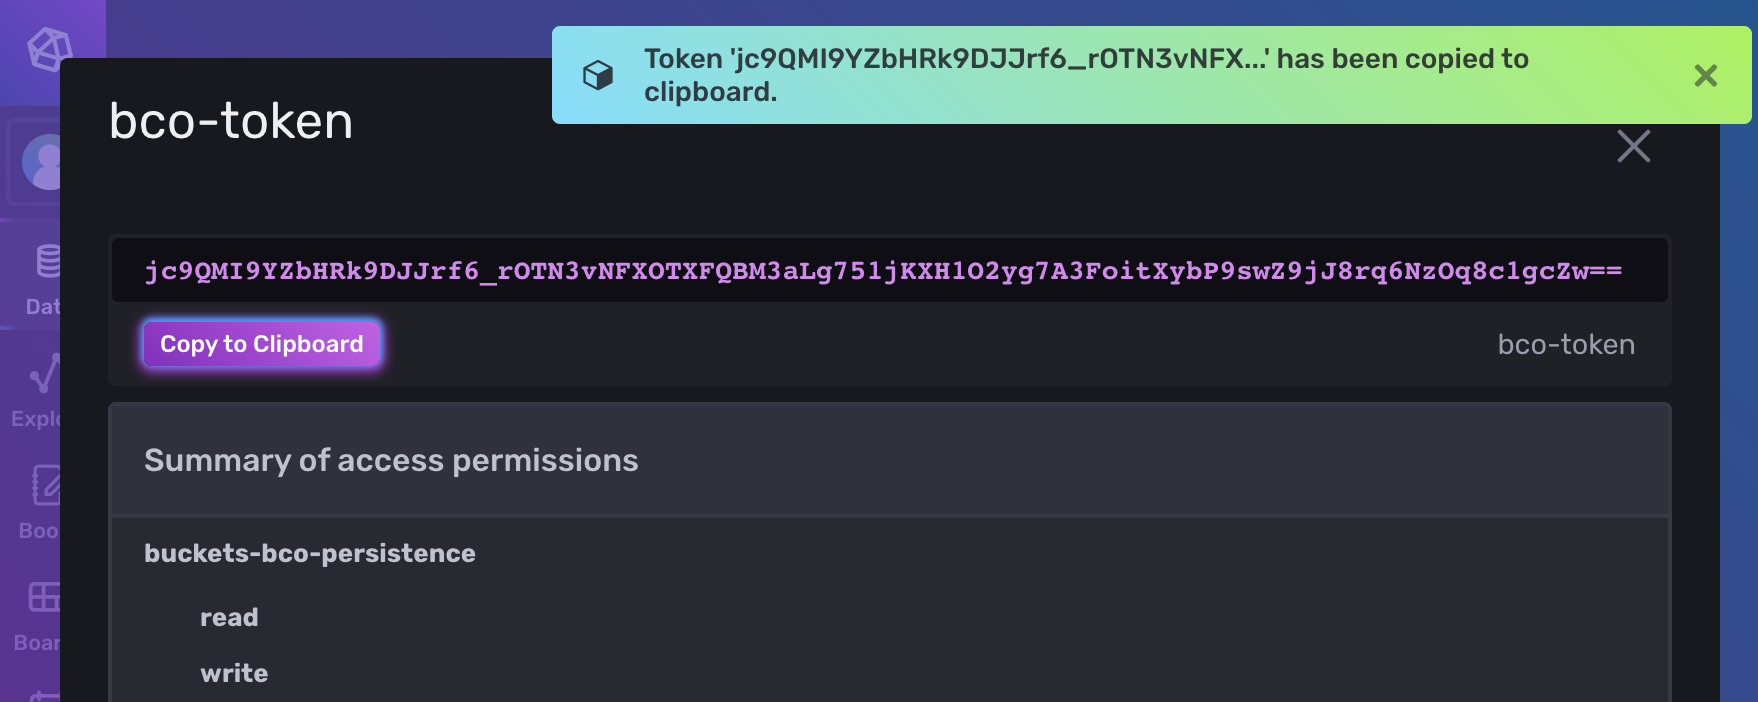 Token 'jc9QMI9YZbHRk9DJJrf6_rOTN3vNFX...' has been copied to
clipboard.
bco-token
jc9QMI9YZbHRk9DJJrf6_rOTN3vNFXOTXFQBM3aLg751jKXH1O2yg7A3FoitXybP9swZ9jJ8rq6NzOq8c1gcZw==
Copy to Clipboard
bco-token
Summary of access permissions
buckets-bco-persistence
read
write
Dat
Explo
Boo
Boar